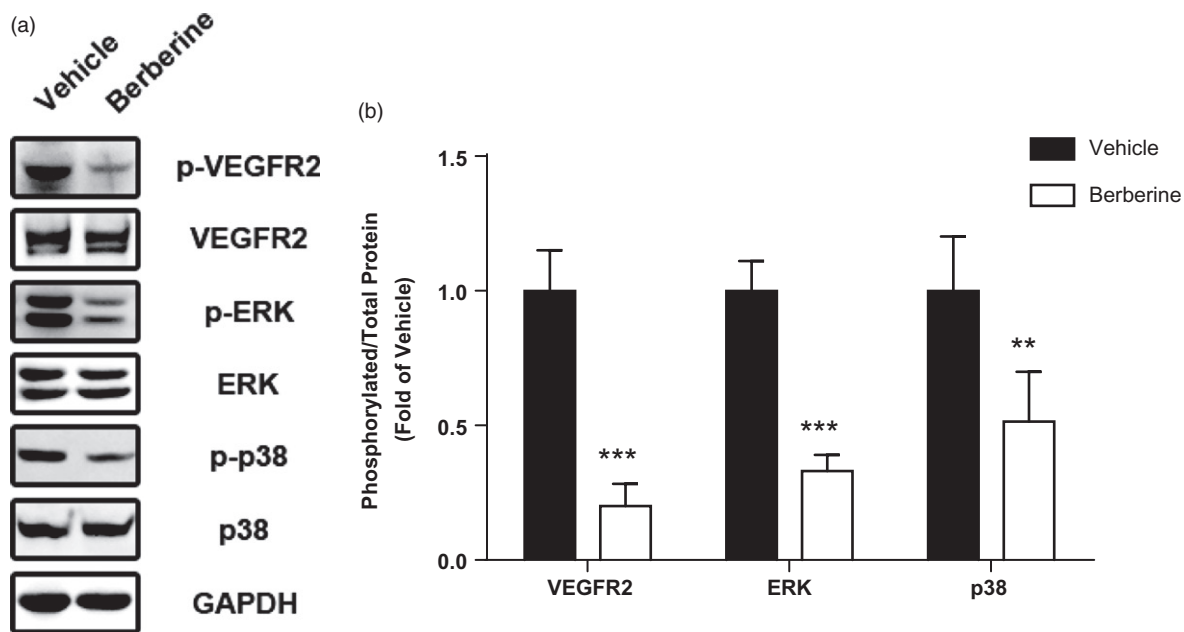 (a)
Vehicle
Berberine
p-VEGFR2
VEGFR2
p-ERK
ERK
p-p38
p38
GAPDH
(b)
Vehicle
Berberine
Phosphorylated/Total Protein
(Fold of Vehicle)
1.5
1.0
0.5
0.0
***
***
**
VEGFR2 ERK p38